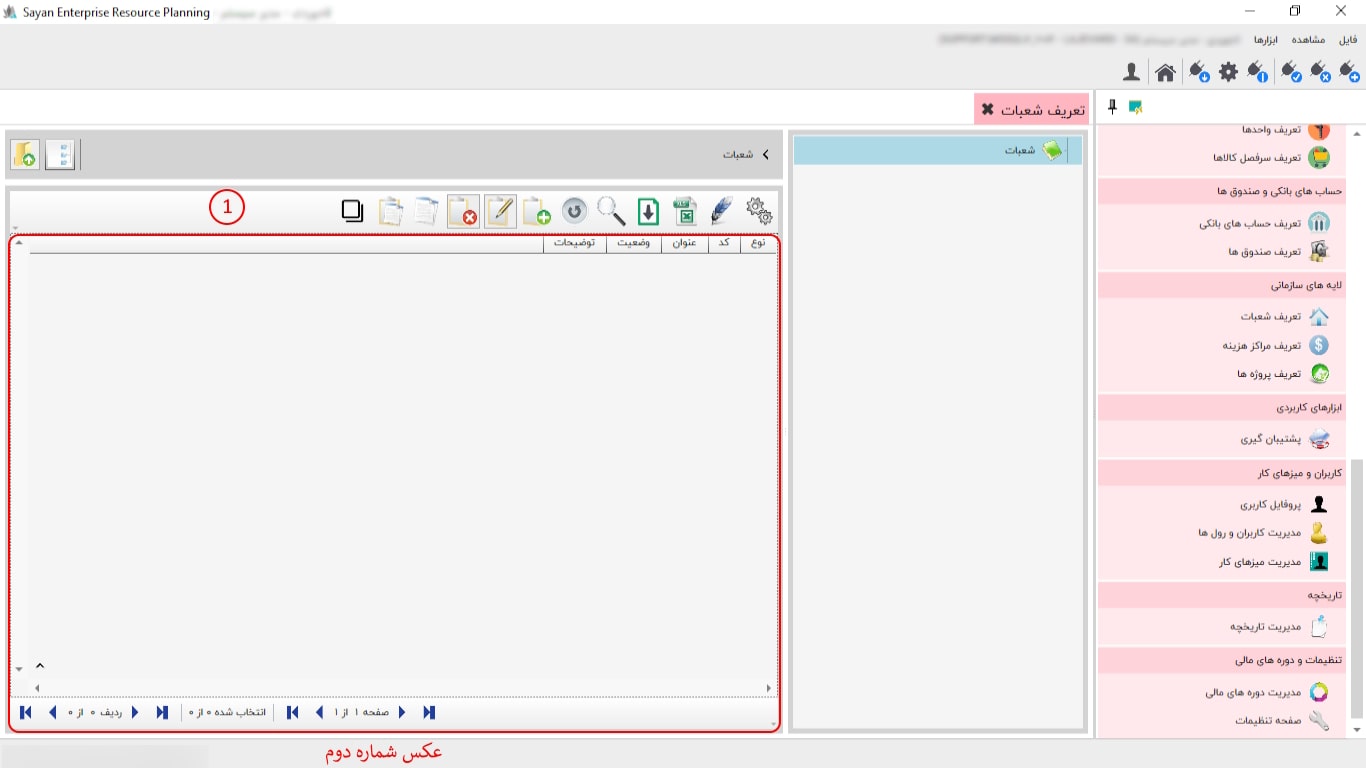 Sayan Enterprise Resource Planning
فایل مشاهده ابزارها
تعریف شعبات
تعریف واحدها
تعریف سرفصل کالاها
حساب های بانکی و صندوق ها
تعریف حساب های بانکی
تعریف صندوق ها
لایه های سازمانی
تعریف شعبات
تعریف مراکز هزینه
تعریف پروژه ها
ابزارهای کاربردی
پشتیبان گیری
کاربران و میزهای کار
پروفایل کاربری
مدیریت کاربران و رول ها
مدیریت میزهای کار
تاریخچه
مدیریت تاریخچه
تنظیمات و دوره های مالی
مدیریت دوره های مالی
صفحه تنظیمات
شعبات
شعبات
1
نوع کد عنوان وضعیت توضیحات
صفحه ۱ از ۱ انتخاب شده ۰ از ۰ ردیف ۰ از ۰
عکس شماره دوم